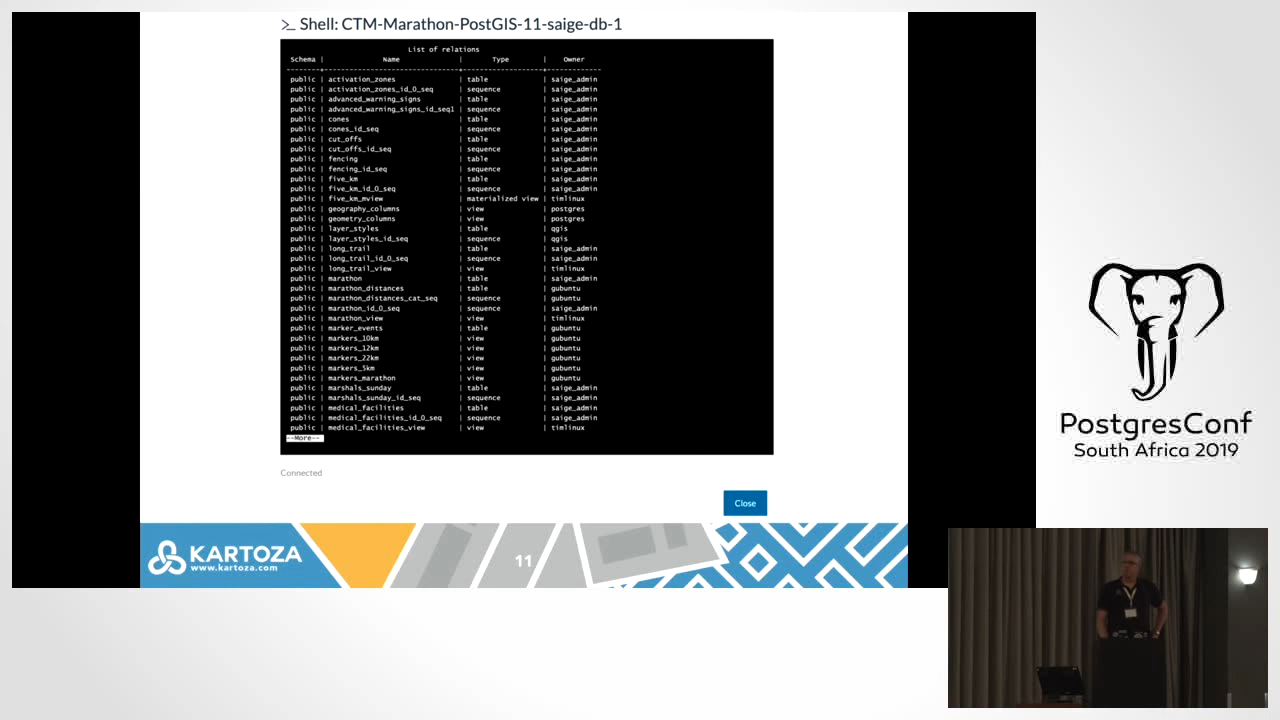 >_ Shell: CTM-Marathon-PostGIS-11-saige-db-1
List of relations
Schema | Name | Type | Owner
--------+---------------------------------+-------------------+-------------
public | activation_zones | table | saige_admin
public | activation_zones_id_0_seq | sequence | saige_admin
public | advanced_warning_signs | table | saige_admin
public | advanced_warning_signs_id_seq1 | sequence | saige_admin
public | cones | table | saige_admin
public | cones_id_seq | sequence | saige_admin
public | cut_offs | table | saige_admin
public | cut_offs_id_seq | sequence | saige_admin
public | fencing | table | saige_admin
public | fencing_id_seq | sequence | saige_admin
public | five_km | table | saige_admin
public | five_km_id_0_seq | sequence | saige_admin
public | five_km_mview | materialized view | timlinux
public | geography_columns | view | postgres
public | geometry_columns | view | postgres
public | layer_styles | table | qgis
public | layer_styles_id_seq | sequence | qgis
public | long_trail | table | saige_admin
public | long_trail_id_0_seq | sequence | saige_admin
public | long_trail_view | view | timlinux
public | marathon | table | saige_admin
public | marathon_distances | table | gubuntu
public | marathon_distances_cat_seq | sequence | gubuntu
public | marathon_id_0_seq | sequence | saige_admin
public | marathon_view | view | timlinux
public | marker_events | table | gubuntu
public | markers_10km | view | gubuntu
public | markers_12km | view | gubuntu
public | markers_22km | view | gubuntu
public | markers_5km | view | gubuntu
public | markers_marathon | view | gubuntu
public | marshals_sunday | table | saige_admin
public | marshals_sunday_id_seq | sequence | saige_admin
public | medical_facilities | table | saige_admin
public | medical_facilities_id_0_seq | sequence | saige_admin
public | medical_facilities_view | view | timlinux
--More--
Connected
Close
KARTOZA
www.kartoza.com
11
PostgresConf
South Africa 2019